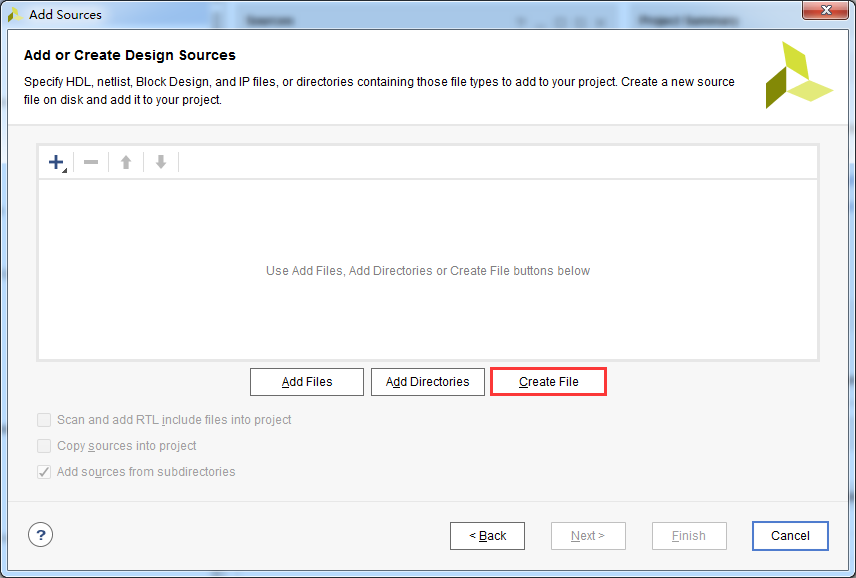 Add Sources
Sources
Project Summary
Add or Create Design Sources
Specify HDL, netlist, Block Design, and IP files, or directories containing those file types to add to your project. Create a new source
file on disk and add it to your project.
Use Add Files, Add Directories or Create File buttons below
Add Files
Add Directories
Create File
Scan and add RTL include files into project
Copy sources into project
Add sources from subdirectories
?
< Back
Next >
Finish
Cancel